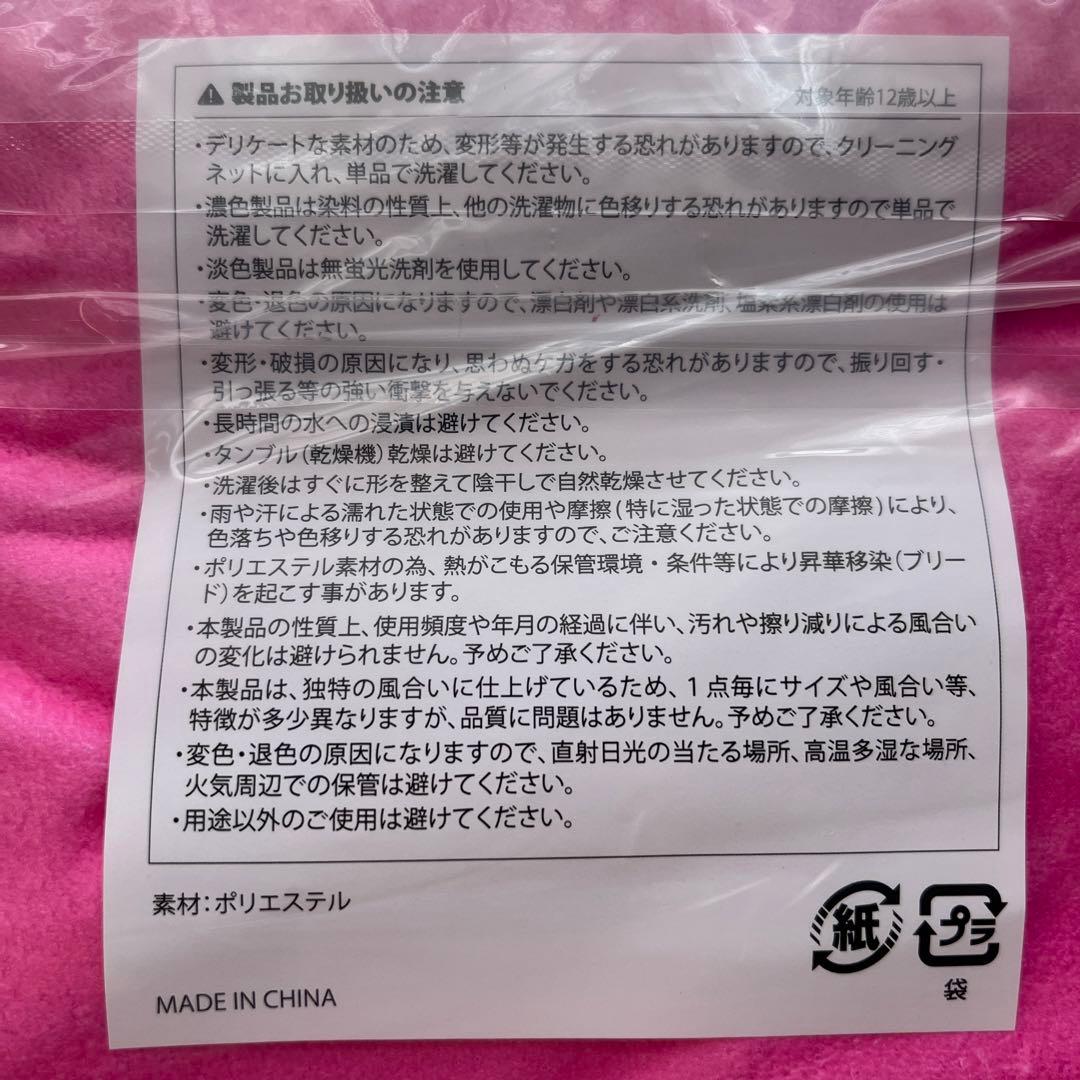 製品お取り扱いの注意
対象年齢12歳以上
・デリケートな素材のため、変形等が発生する恐れがありますので、クリーニング
ネットに入れ、単品で洗濯してください。
・濃色製品は染料の性質上、他の洗濯物に色移りする恐れがありますので単品で
洗濯してください。
・淡色製品は無蛍光洗剤を使用してください。
・変色・退色の原因になりますので、漂白剤や漂白系洗剤、塩素系漂白剤の使用は
避けてください。
・変形・破損の原因になり、思わぬケガをする恐れがありますので、振り回す・
引っ張る等の強い衝撃を与えないでください。
・長時間の水への浸漬は避けてください。
・タンブル（乾燥機）乾燥は避けてください。
・洗濯後はすぐに形を整えて陰干しで自然乾燥させてください。
・雨や汗による濡れた状態での使用や摩擦(特に湿った状態での摩擦)により、
色落ちや色移りする恐れがありますので、ご注意ください。
・ポリエステル素材の為、熱がこもる保管環境・条件等により昇華移染（ブリー
ド）を起こす事があります。
・本製品の性質上、使用頻度や年月の経過に伴い、汚れや擦り減りによる風合い
の変化は避けられません。予めご了承ください。
・本製品は、独特の風合いに仕上げているため、1点毎にサイズや風合い等、
特徴が多少異なりますが、品質に問題はありません。予めご了承ください。
・変色・退色の原因になりますので、直射日光の当たる場所、高温多湿な場所、
火気周辺での保管は避けてください。
・用途以外のご使用は避けてください。
素材：ポリエステル
紙
プラ
袋
MADE IN CHINA